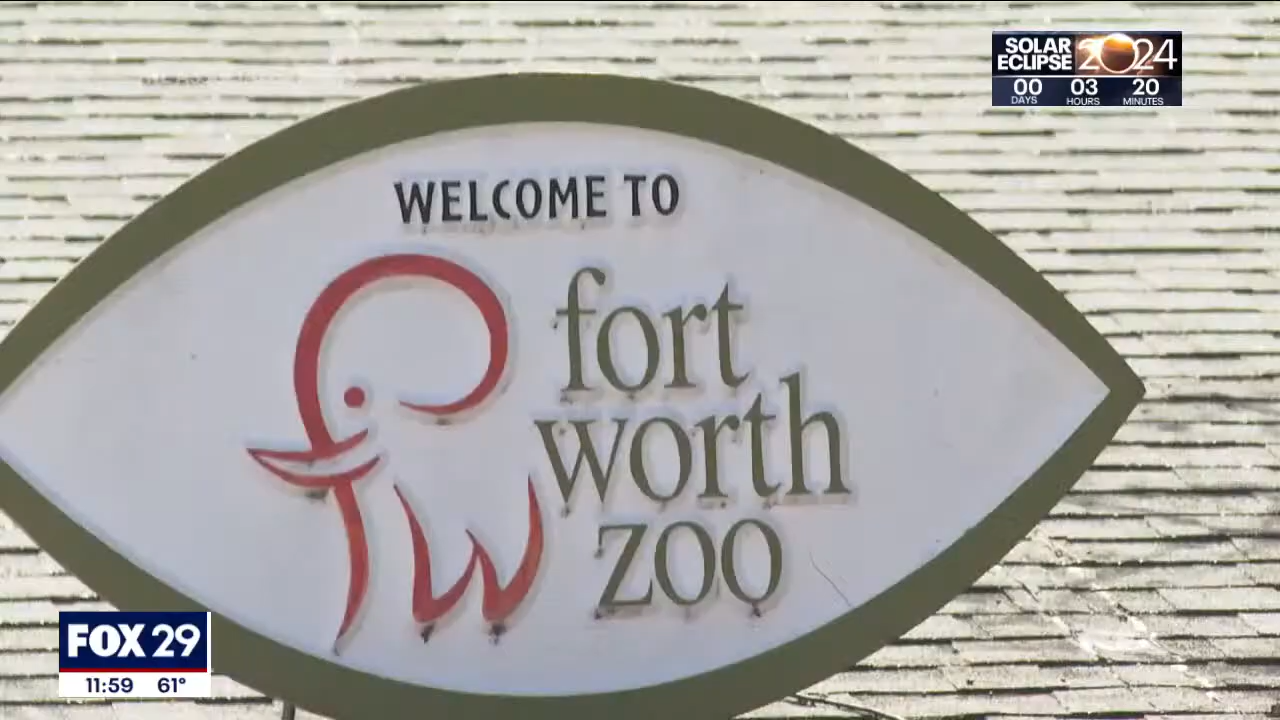 SOLAR
ECLIPSE 2024
00 03 20
DAYS HOURS MINUTES
WELCOME TO
fort
worth
zoo
fw
FOX 29
11:59 61°